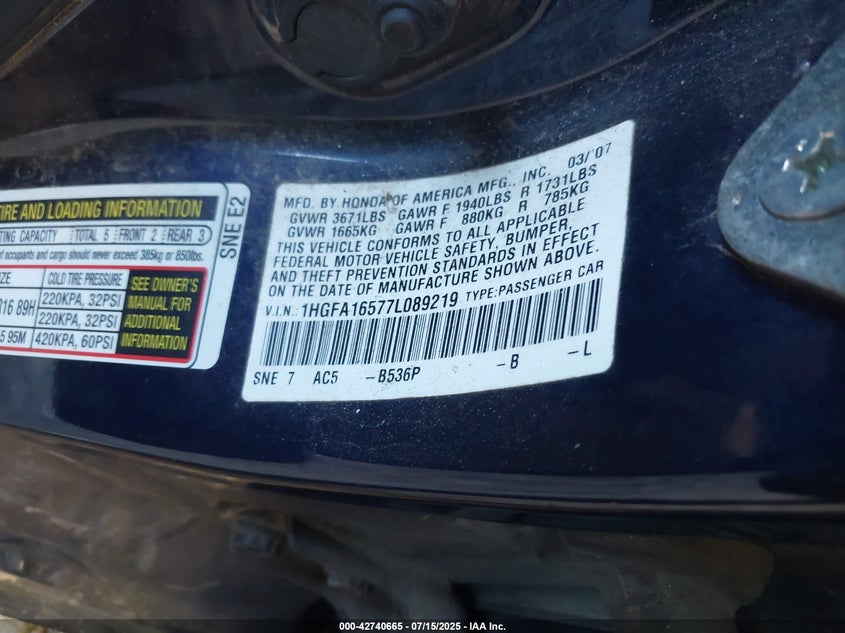 TIRE AND LOADING INFORMATION
TING CAPACITY TOTAL 5 FRONT 2 REAR 3
of occupants and cargo should never exceed 385kg or 850lbs.
ZE COLD TIRE PRESSURE SEE OWNER'S MANUAL FOR ADDITIONAL INFORMATION
R16 89H 220KPA, 32PSI
220KPA, 32PSI
5 95M 420KPA, 60PSI
SNE E2
MFD. BY HONDA OF AMERICA MFG., INC. 03/'07
GVWR 3671LBS GAWR F 1940LBS R 1731LBS
GVWR 1665KG GAWR F 880KG R 785KG
THIS VEHICLE CONFORMS TO ALL APPLICABLE
FEDERAL MOTOR VEHICLE SAFETY, BUMPER,
AND THEFT PREVENTION STANDARDS IN EFFECT
ON THE DATE OF MANUFACTURE SHOWN ABOVE.
V.I.N.: 1HGFA16577L089219 TYPE:PASSENGER CAR
SNE 7 AC5 -B536P -B -L
000-42740665 - 07/15/2025 - IAA Inc.